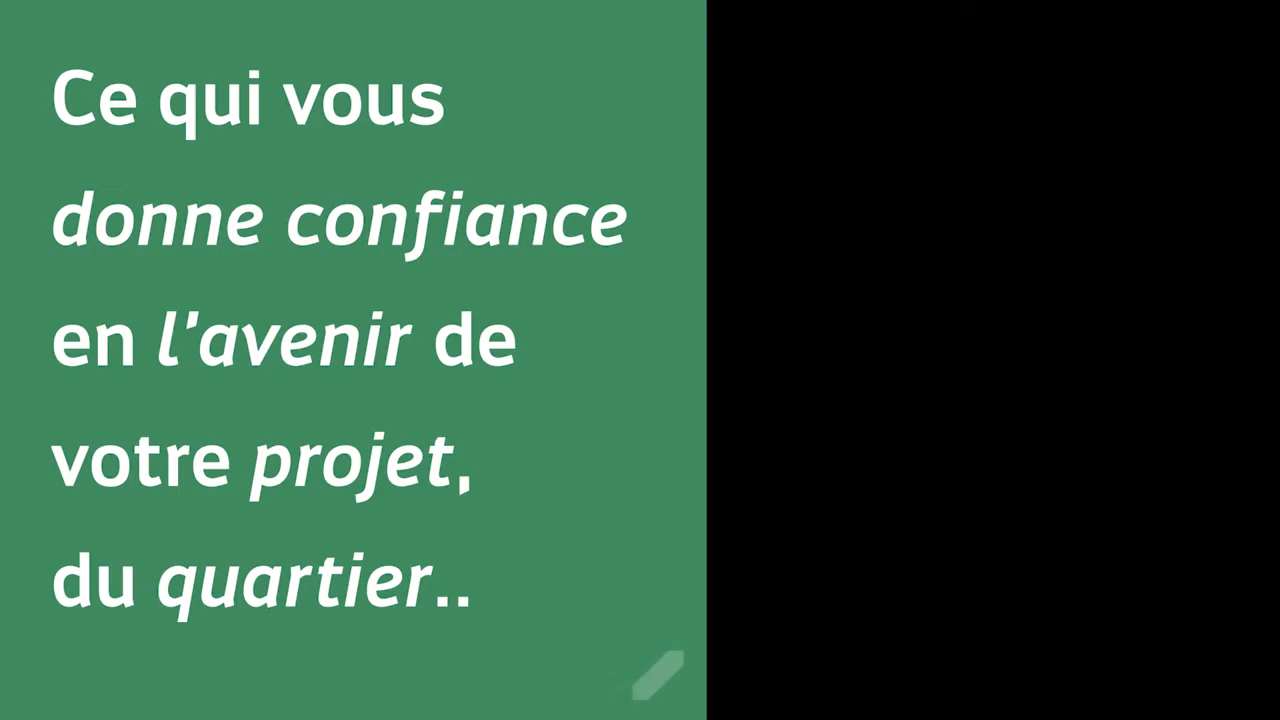 Ce qui vous
donne confiance
en l'avenir de
votre projet,
du quartier..